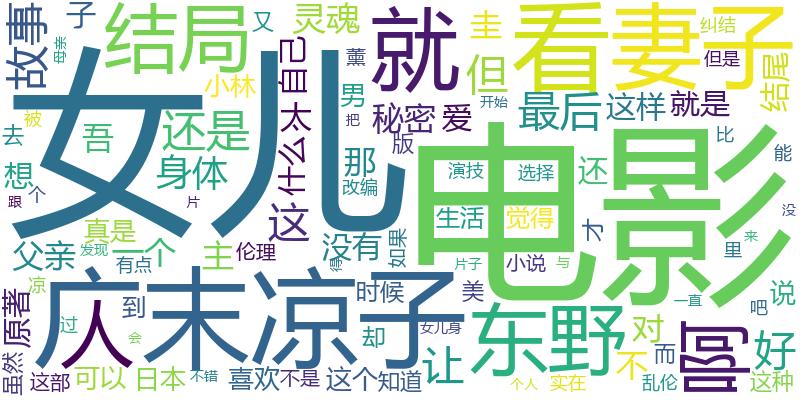 故事
子
又
灵魂
圭
纠结
母亲
结局
薰
自己
就
看
妻子
但是
小林
男
但
结尾
去
被
女儿
太
秘密
爱
最后
这样
就是
吾
还是
什么
把
开始
版
比
想
个
身体
那
改编
演技
选择
还
电影
能
跟
片
这
生活
觉得
才
没
真是
一个
主
伦理
没有
如果
小说
里
来
父亲
发现
有点
得
片子
与
凉
广末凉子
人
到
时候
美
一直
说
原著
过
却
女儿身
东野
对
而
吧
好
虽然
会
让
不
啊
这部
可以
日本
不错
喜欢
不是
这个
知道
个人
实在
乱伦
这种